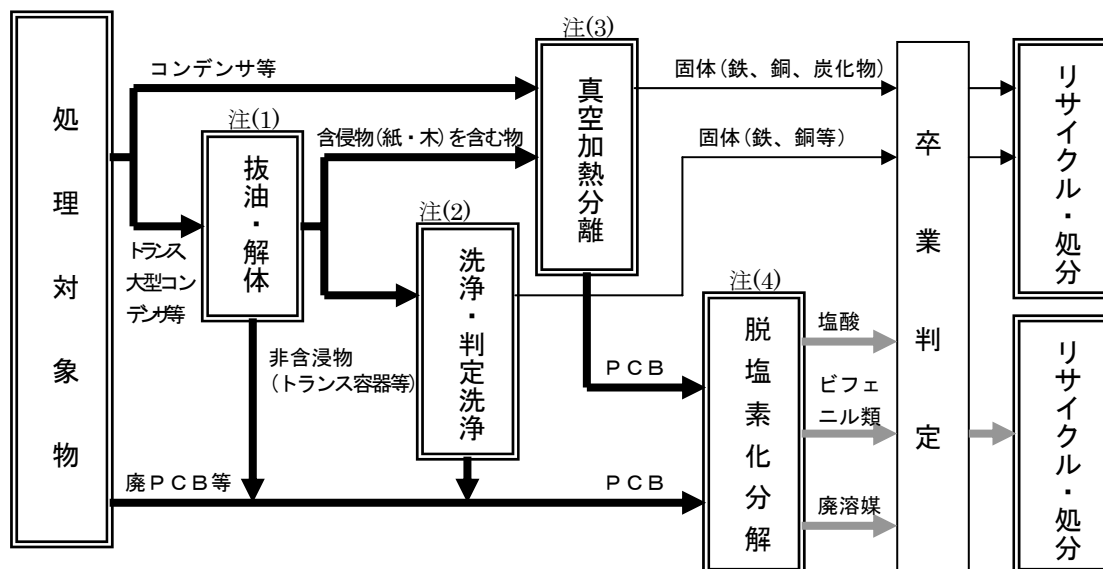 処理対象物
コンデンサ等
注(1)
抜油・解体
トランス、
大型コン
デンサ等
含侵物(紙・木)を含む物
注(2)
洗浄・判定洗浄
非含浸物
(トランス容器等)
廃PCB等
注(3)
真空加熱分離
固体(鉄、銅、炭化物)
固体(鉄、銅等)
PCB
PCB
注(4)
脱塩素化分解
塩酸
ビフェ
ニル類
廃溶媒
卒業判定
リサイクル・処分
リサイクル・処分